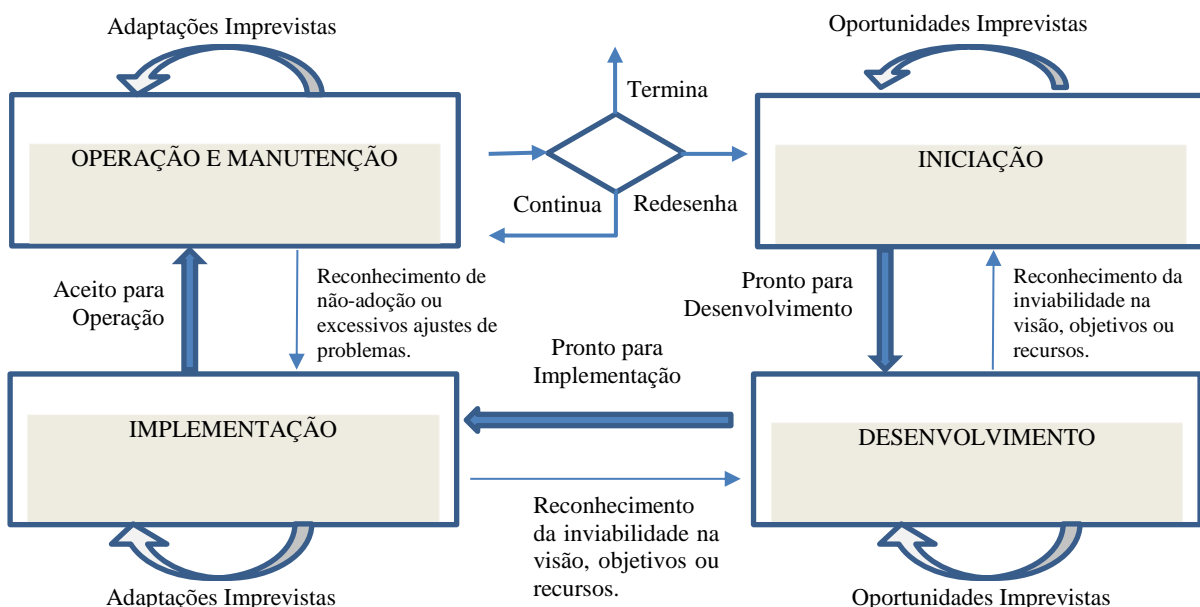 Adaptações Imprevistas
Oportunidades Imprevistas
Termina
OPERAÇÃO E MANUTENÇÃO
INICIAÇÃO
Continua
Redesenha
Aceito para
Operação
Reconhecimento de
não-adoção ou
excessivos ajustes de
problemas.
Pronto para
Desenvolvimento
Reconhecimento da
inviabilidade na
visão, objetivos ou
recursos.
Pronto para
Implementação
IMPLEMENTAÇÃO
DESENVOLVIMENTO
Reconhecimento
da inviabilidade na
visão, objetivos ou
recursos.
Adaptações Imprevistas
Oportunidades Imprevistas